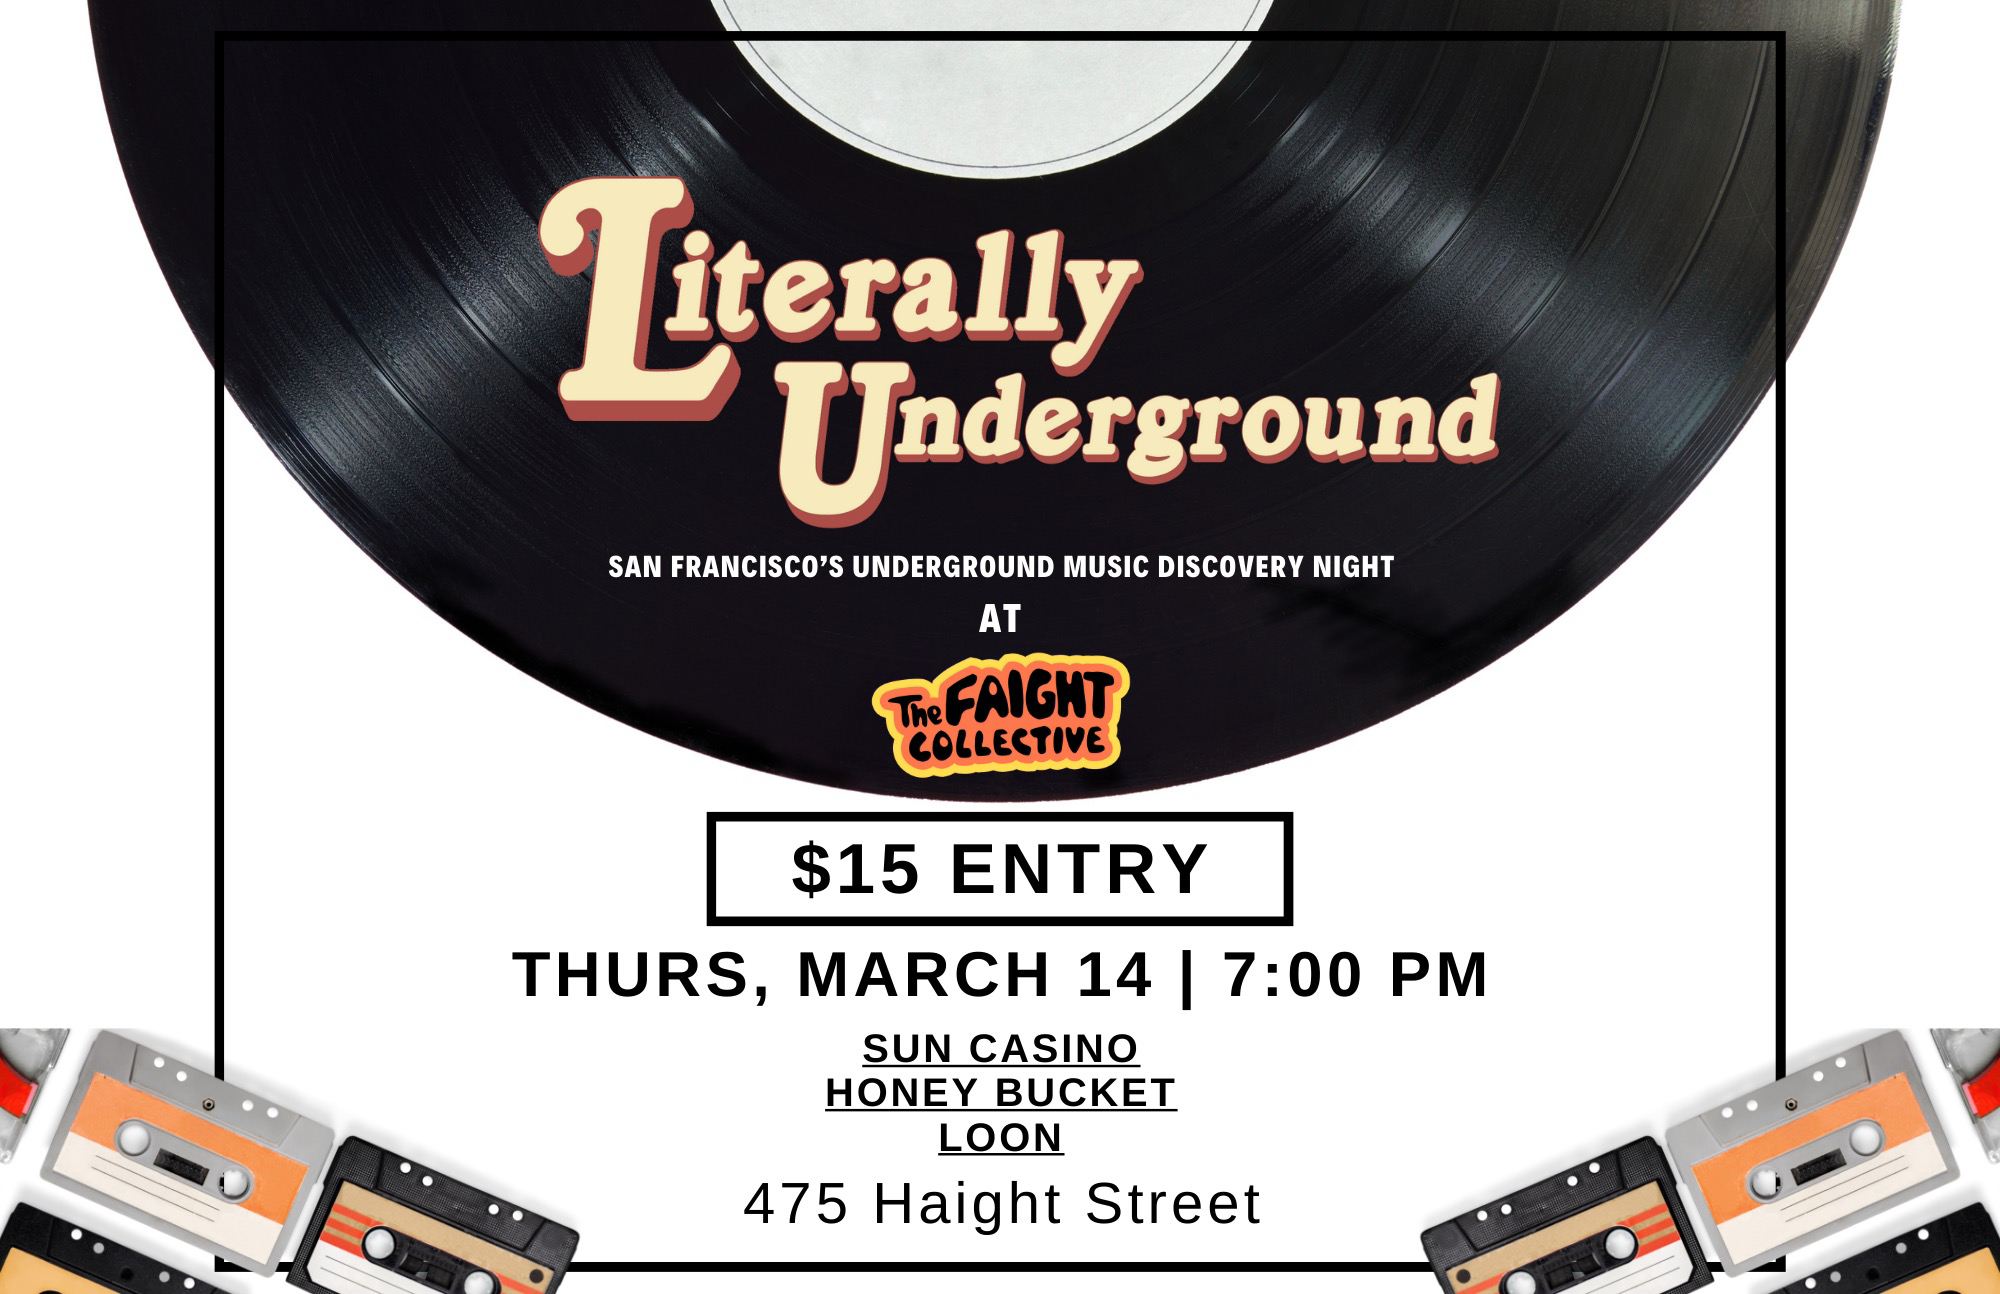 Literally
Underground
SAN FRANCISCO’S UNDERGROUND MUSIC DISCOVERY NIGHT
AT
The FAIGHT
COLLECTIVE
$15 ENTRY
THURS, MARCH 14 | 7:00 PM
SUN CASINO
HONEY BUCKET
LOON
475 Haight Street